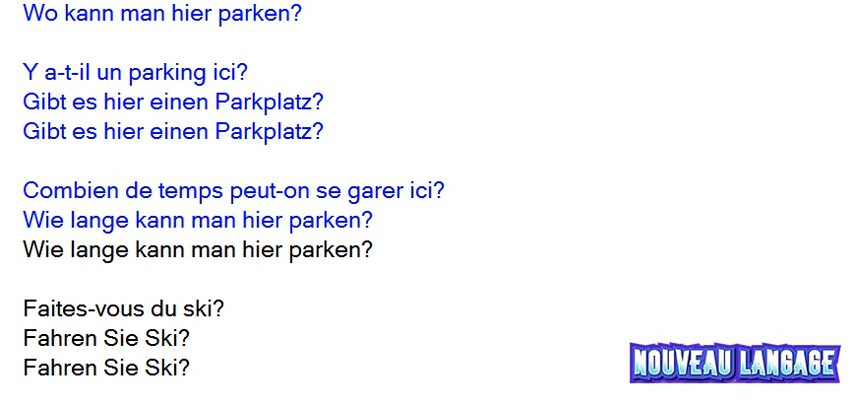 Wo kann man hier parken?
Y a-t-il un parking ici?
Gibt es hier einen Parkplatz?
Gibt es hier einen Parkplatz?
Combien de temps peut-on se garer ici?
Wie lange kann man hier parken?
Wie lange kann man hier parken?
Faites-vous du ski?
Fahren Sie Ski?
Fahren Sie Ski?
NOUVEAU LANGAGE